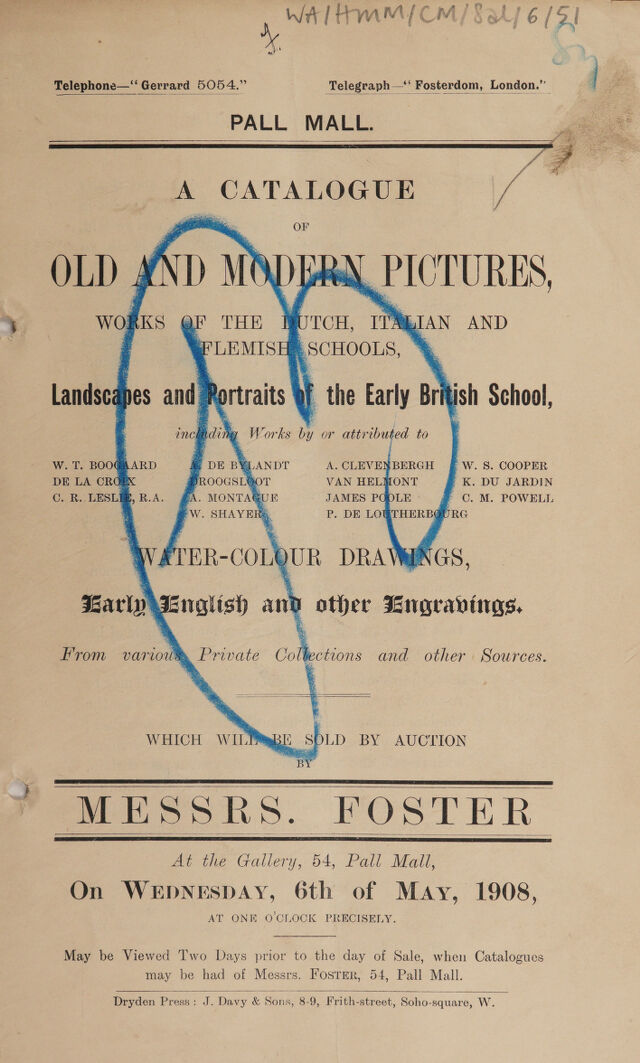 WA/HMM/CM/Sal/6/51
Telephone—"Gerrard 5054."
Telegraph—"Fosterdom, London."
PALL MALL.
A CATALOGUE
OF
OLD AND MODERN PICTURES,
WORKS OF THE DUTCH, ITALIAN AND
FLEMISH SCHOOLS,
Landscapes and Portraits of the Early British School,
including Works by or attributed to
W. T. BOOGAARD A. DE BYLANDT A. CLEVENBERGH W. S. COOPER
DE LA CROIX DROOGSLOOT VAN HELMONT K. DU JARDIN
C. R. LESLIE, R.A. A. MONTAGUE JAMES POOLE C. M. POWELL
W. SHAYER P. DE LOUTHERBOURG
WATER-COLOUR DRAWINGS,
Early English and other Engravings.
From various Private Collections and other Sources.
WHICH WILL BE SOLD BY AUCTION
BY
MESSRS. FOSTER
At the Gallery, 54, Pall Mall,
On WEDNESDAY, 6th of MAY, 1908,
AT ONE O'CLOCK PRECISELY.
May be Viewed Two Days prior to the day of Sale, when Catalogues
may be had of Messrs. FOSTER, 54, Pall Mall.
Dryden Press: J. Davy & Sons, 8-9, Frith-street, Soho-square, W.